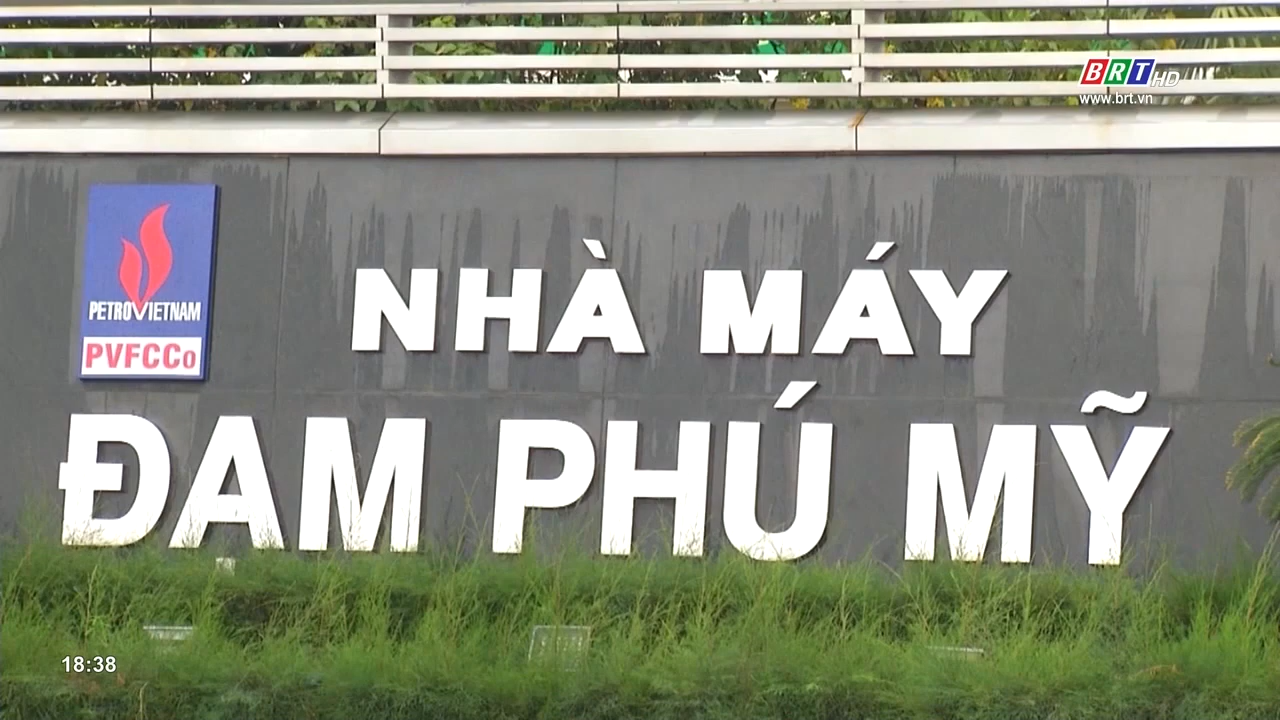 BRT HD
www.brt.vn
PETROVIETNAM
PVFCCo
NHÀ MÁY
ĐẠM PHÚ MỸ
18:38